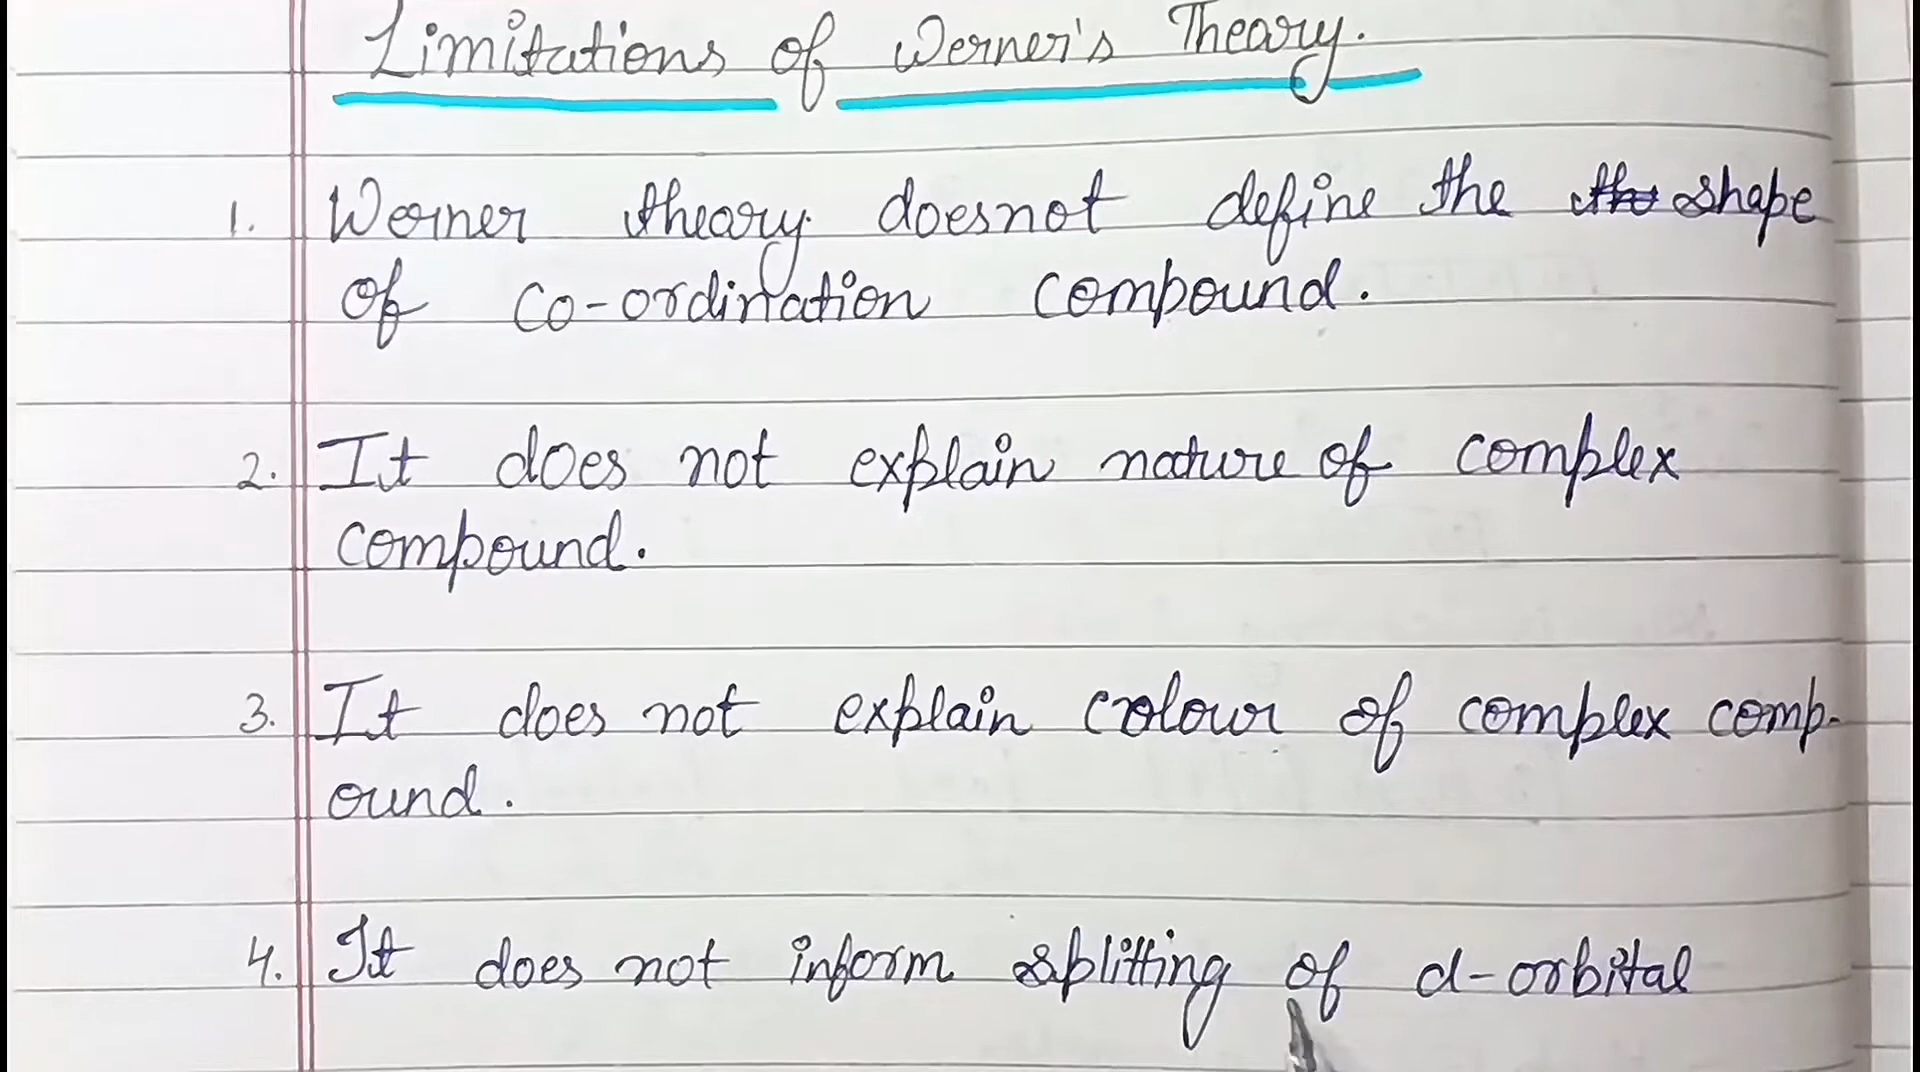 Limitations of Werner's Theory.
1. Werner theory doesnot define the the shape
of co-ordination compound.
2. It does not explain nature of complex
compound.
3. It does not explain colour of complex comp-
ound.
4. It does not inform splitting of d-orbital